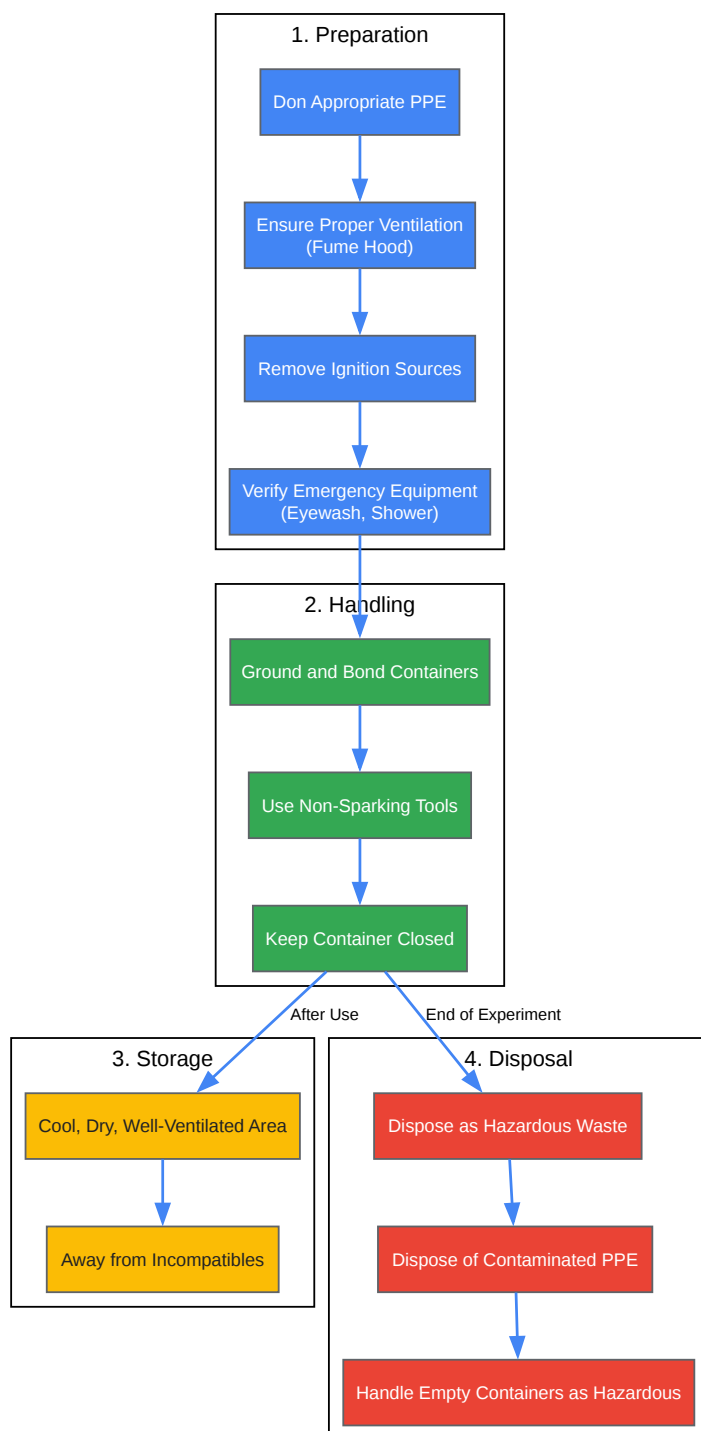 1. Preparation
Don Appropriate PPE
Ensure Proper Ventilation
(Fume Hood)
Remove Ignition Sources
Verify Emergency Equipment
(Eyewash, Shower)
2. Handling
Ground and Bond Containers
Use Non-Sparking Tools
Keep Container Closed
After Use
End of Experiment
3. Storage
Cool, Dry, Well-Ventilated Area
Away from Incompatibles
4. Disposal
Dispose as Hazardous Waste
Dispose of Contaminated PPE
Handle Empty Containers as Hazardous